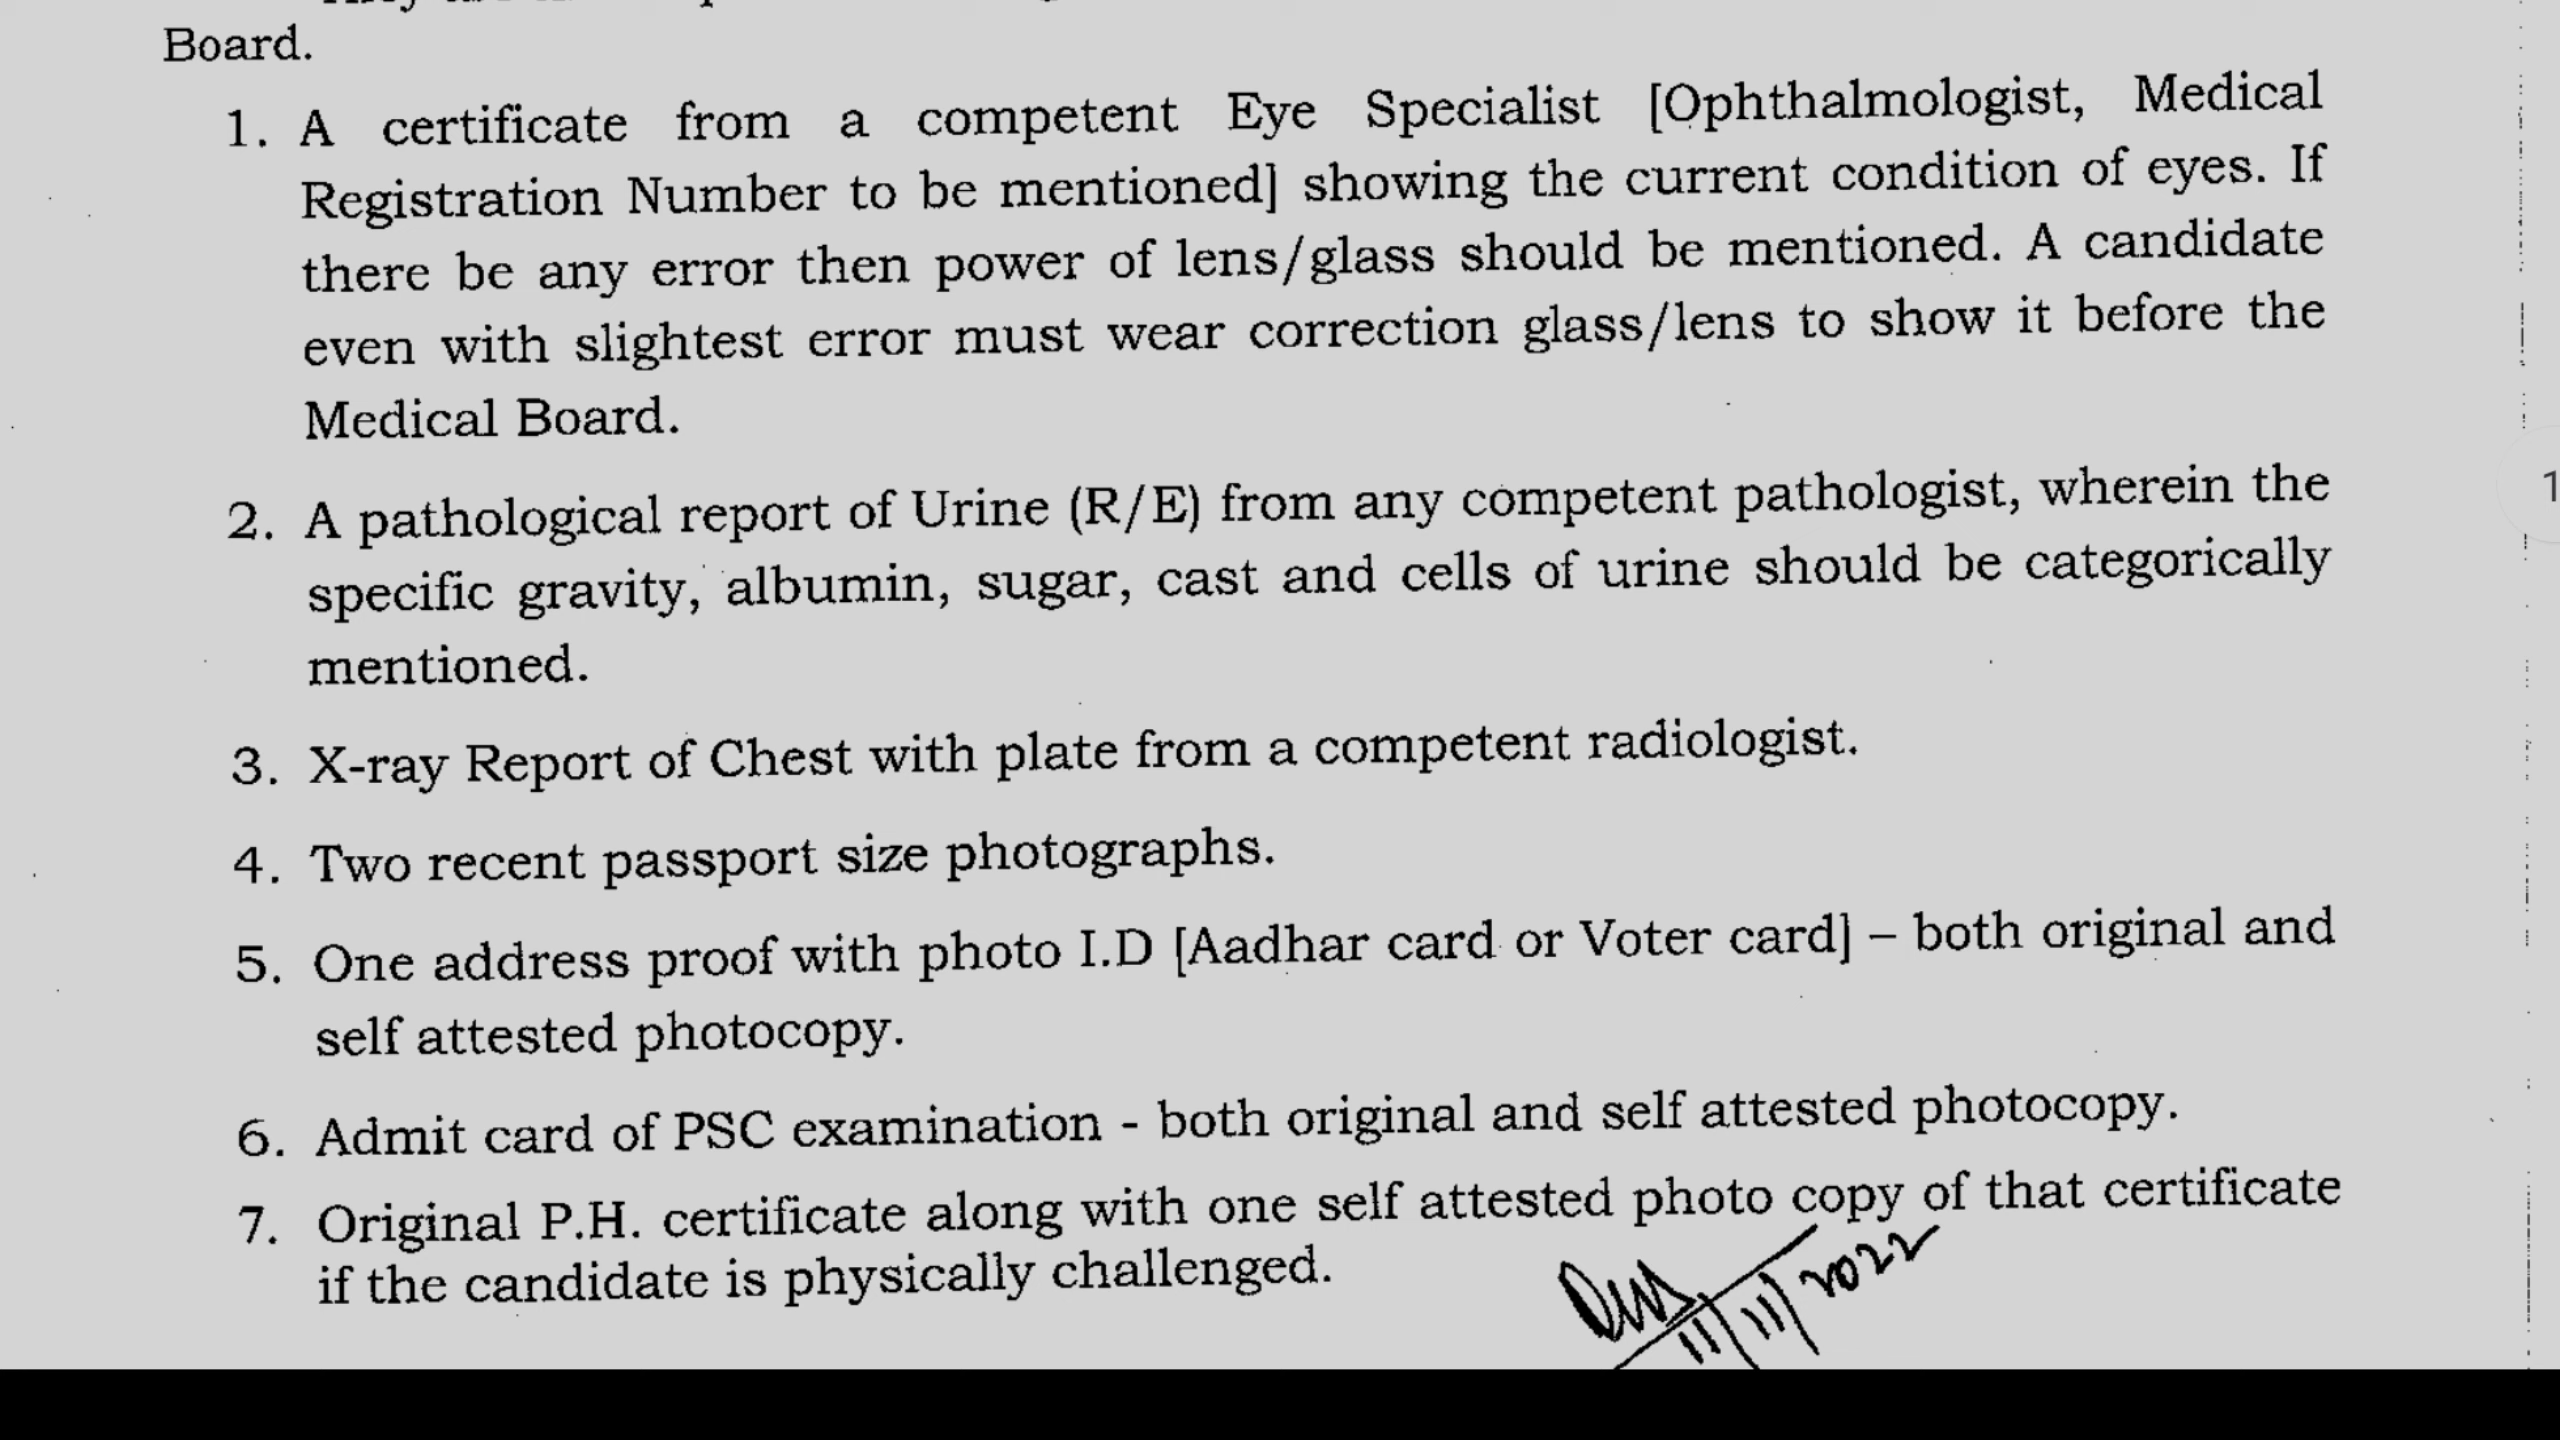 Board.
1. A certificate from a competent Eye Specialist [Ophthalmologist, Medical
Registration Number to be mentioned] showing the current condition of eyes. If
there be any error then power of lens/glass should be mentioned. A candidate
even with slightest error must wear correction glass/lens to show it before the
Medical Board.
2. A pathological report of Urine (R/E) from any competent pathologist, wherein the
specific gravity, albumin, sugar, cast and cells of urine should be categorically
mentioned.
3. X-ray Report of Chest with plate from a competent radiologist.
4. Two recent passport size photographs.
5. One address proof with photo I.D [Aadhar card or Voter card] – both original and
self attested photocopy.
6. Admit card of PSC examination - both original and self attested photocopy.
7. Original P.H. certificate along with one self attested photo copy of that certificate
if the candidate is physically challenged.
11/11/2022
1